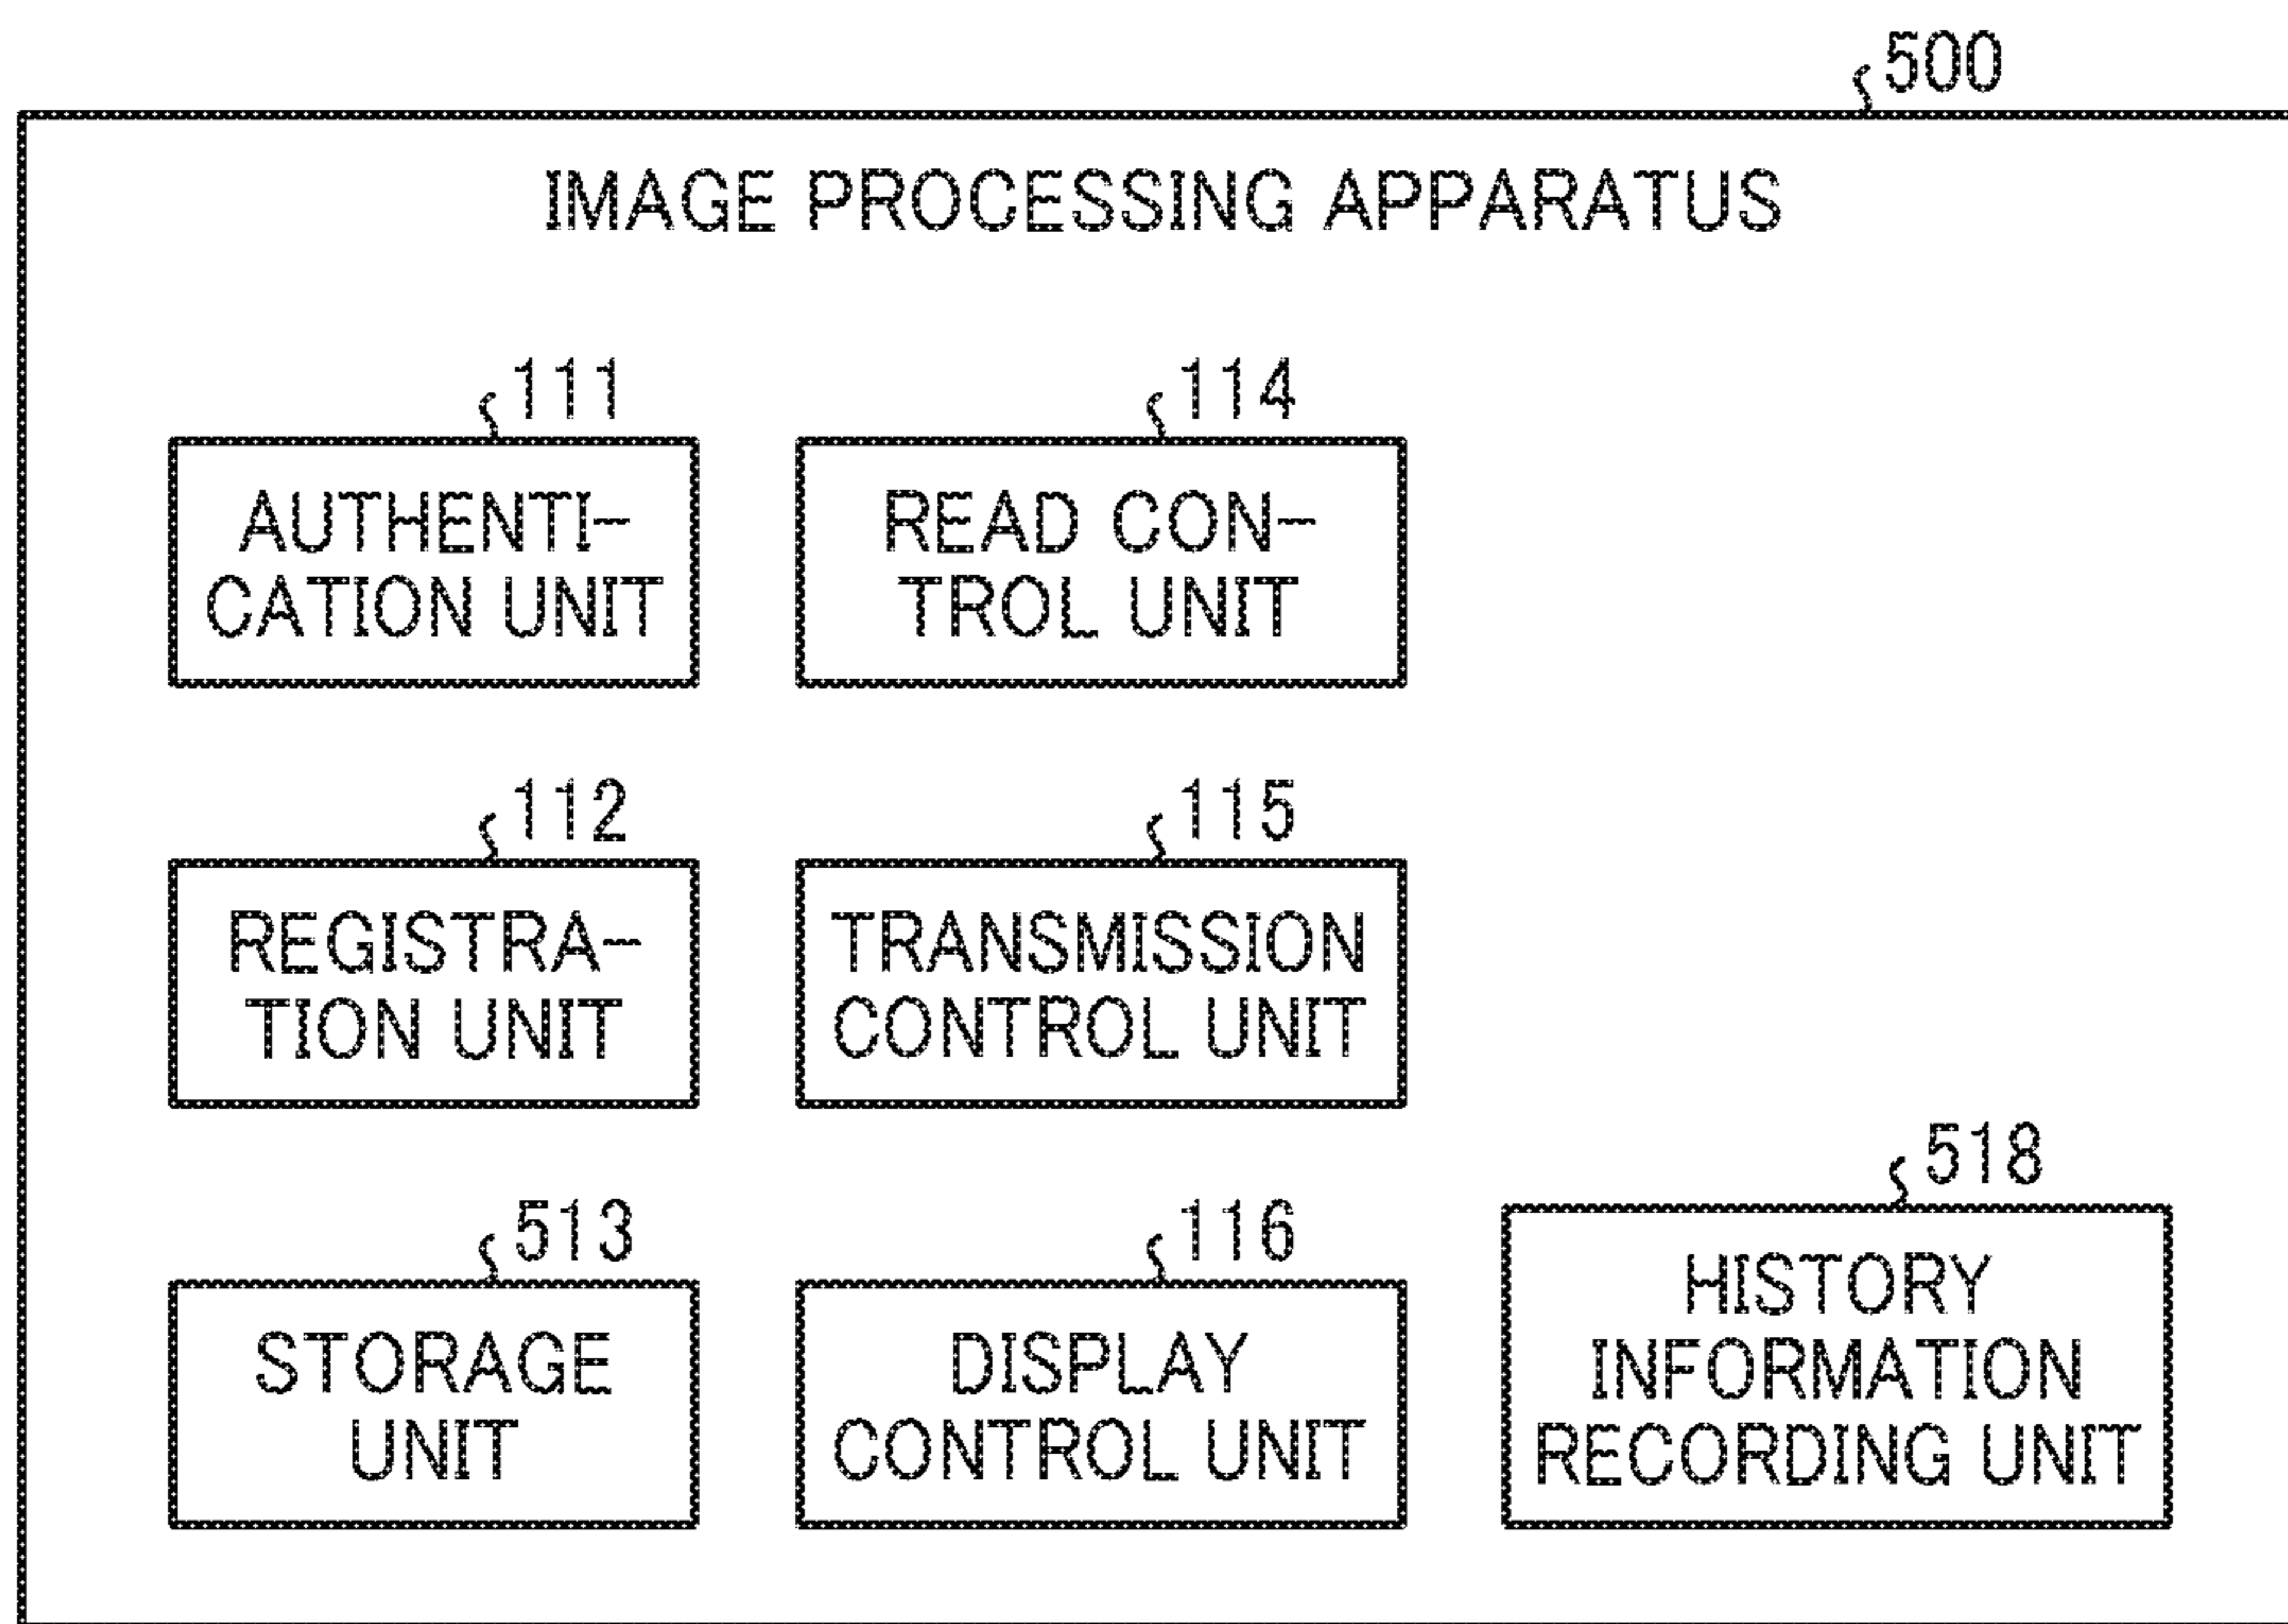 500
IMAGE PROCESSING APPARATUS
111
AUTHENTI-
CATION UNIT
114
READ CON-
TROL UNIT
112
REGISTRA-
TION UNIT
115
TRANSMISSION
CONTROL UNIT
513
STORAGE
UNIT
116
DISPLAY
CONTROL UNIT
518
HISTORY
INFORMATION
RECORDING UNIT